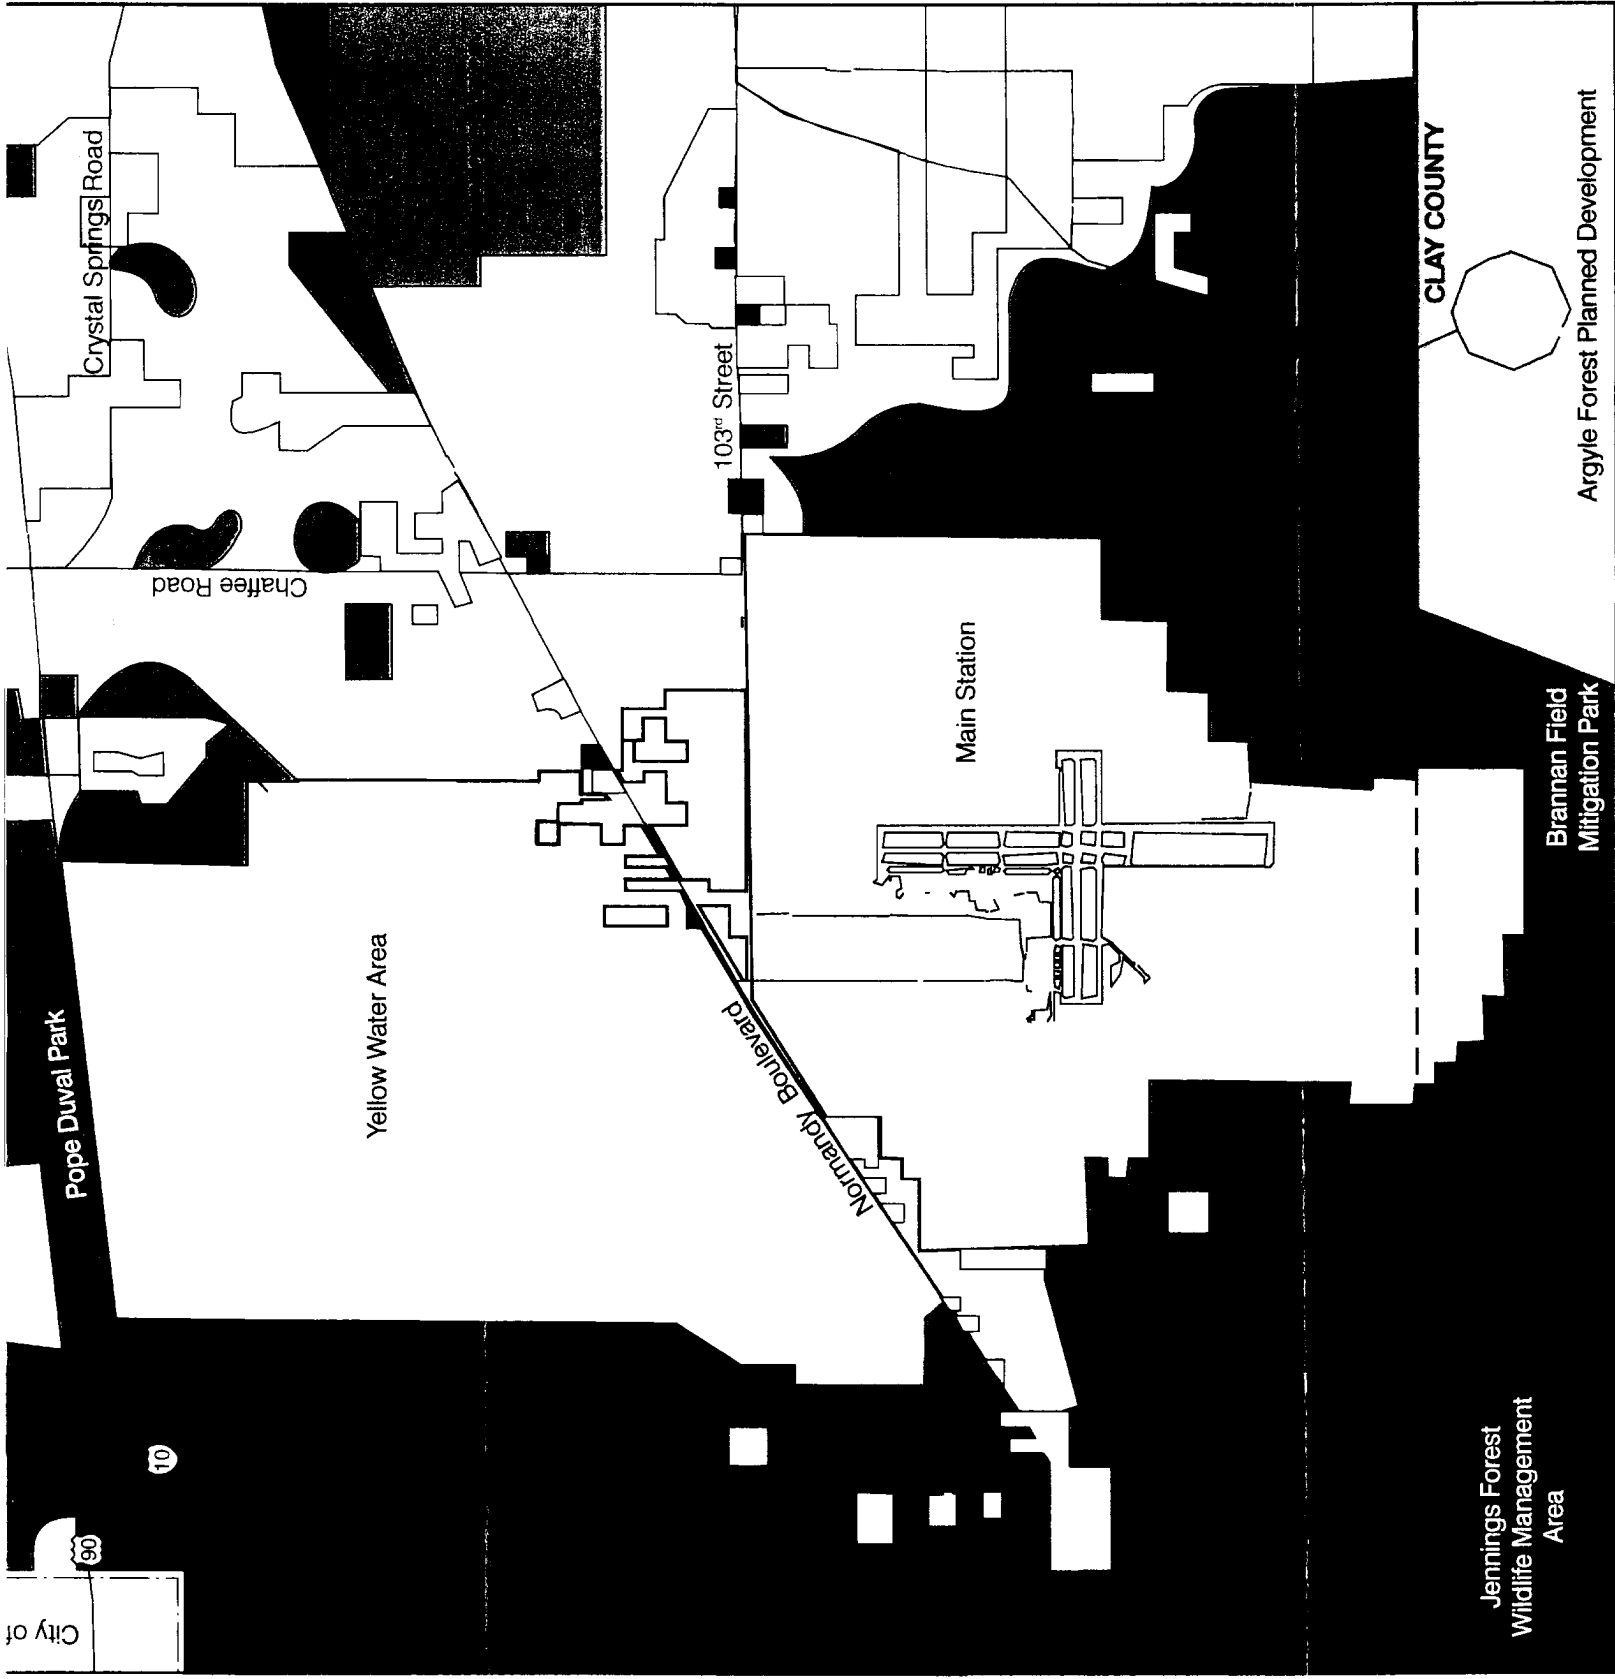 City of
90
10
Pope Duval Park
Crystal Springs Road
Chaffee Road
Yellow Water Area
103rd Street
Normandy Boulevard
Main Station
CLAY COUNTY
Argyle Forest Planned Development
Brannan Field
Mitigation Park
Jennings Forest
Wildlife Management
Area